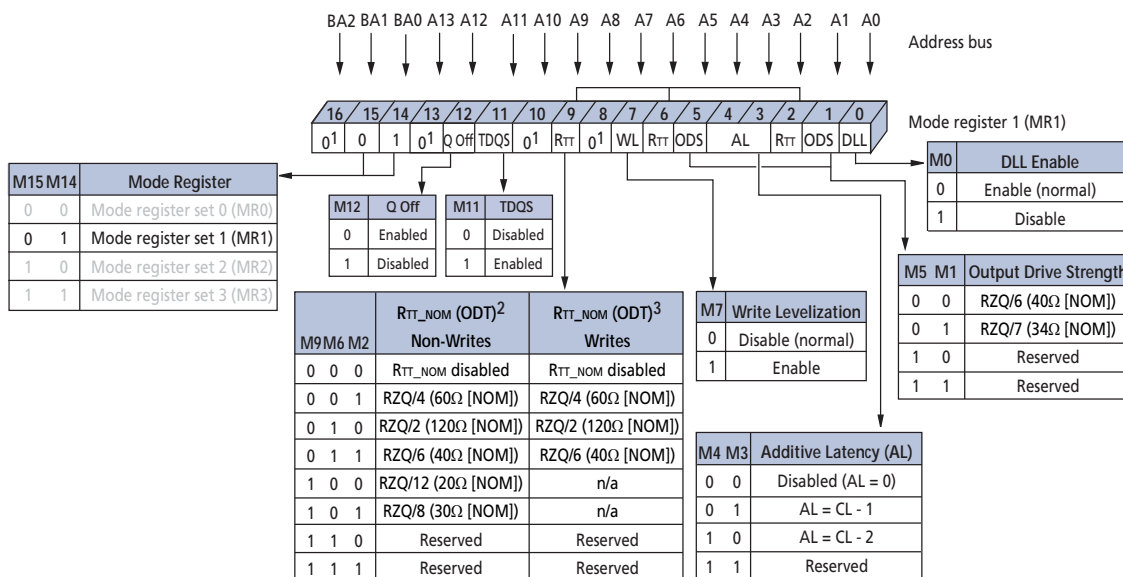 BA2 BA1 BA0 A13 A12 A11 A10 A9 A8 A7 A6 A5 A4 A3 A2 A1 A0
Address bus
16 15 14 13 12 11 10 9 8 7 6 5 4 3 2 1 0
Mode register 1 (MR1)
0¹ 0 1 0¹ Q Off TDQS 0¹ RTT 0¹ WL RTT ODS AL RTT ODS DLL
M15 M14 Mode Register
0 0 Mode register set 0 (MR0)
0 1 Mode register set 1 (MR1)
1 0 Mode register set 2 (MR2)
1 1 Mode register set 3 (MR3)
M12 Q Off
0 Enabled
1 Disabled
M11 TDQS
0 Disabled
1 Enabled
M0 DLL Enable
0 Enable (normal)
1 Disable
M5 M1 Output Drive Strength
0 0 RZQ/6 (40Ω [NOM])
0 1 RZQ/7 (34Ω [NOM])
1 0 Reserved
1 1 Reserved
M9 M6 M2 RTT_NOM (ODT)² Non-Writes RTT_NOM (ODT)³ Writes
0 0 0 RTT_NOM disabled RTT_NOM disabled
0 0 1 RZQ/4 (60Ω [NOM]) RZQ/4 (60Ω [NOM])
0 1 0 RZQ/2 (120Ω [NOM]) RZQ/2 (120Ω [NOM])
0 1 1 RZQ/6 (40Ω [NOM]) RZQ/6 (40Ω [NOM])
1 0 0 RZQ/12 (20Ω [NOM]) n/a
1 0 1 RZQ/8 (30Ω [NOM]) n/a
1 1 0 Reserved Reserved
1 1 1 Reserved Reserved
M7 Write Levelization
0 Disable (normal)
1 Enable
M4 M3 Additive Latency (AL)
0 0 Disabled (AL = 0)
0 1 AL = CL - 1
1 0 AL = CL - 2
1 1 Reserved